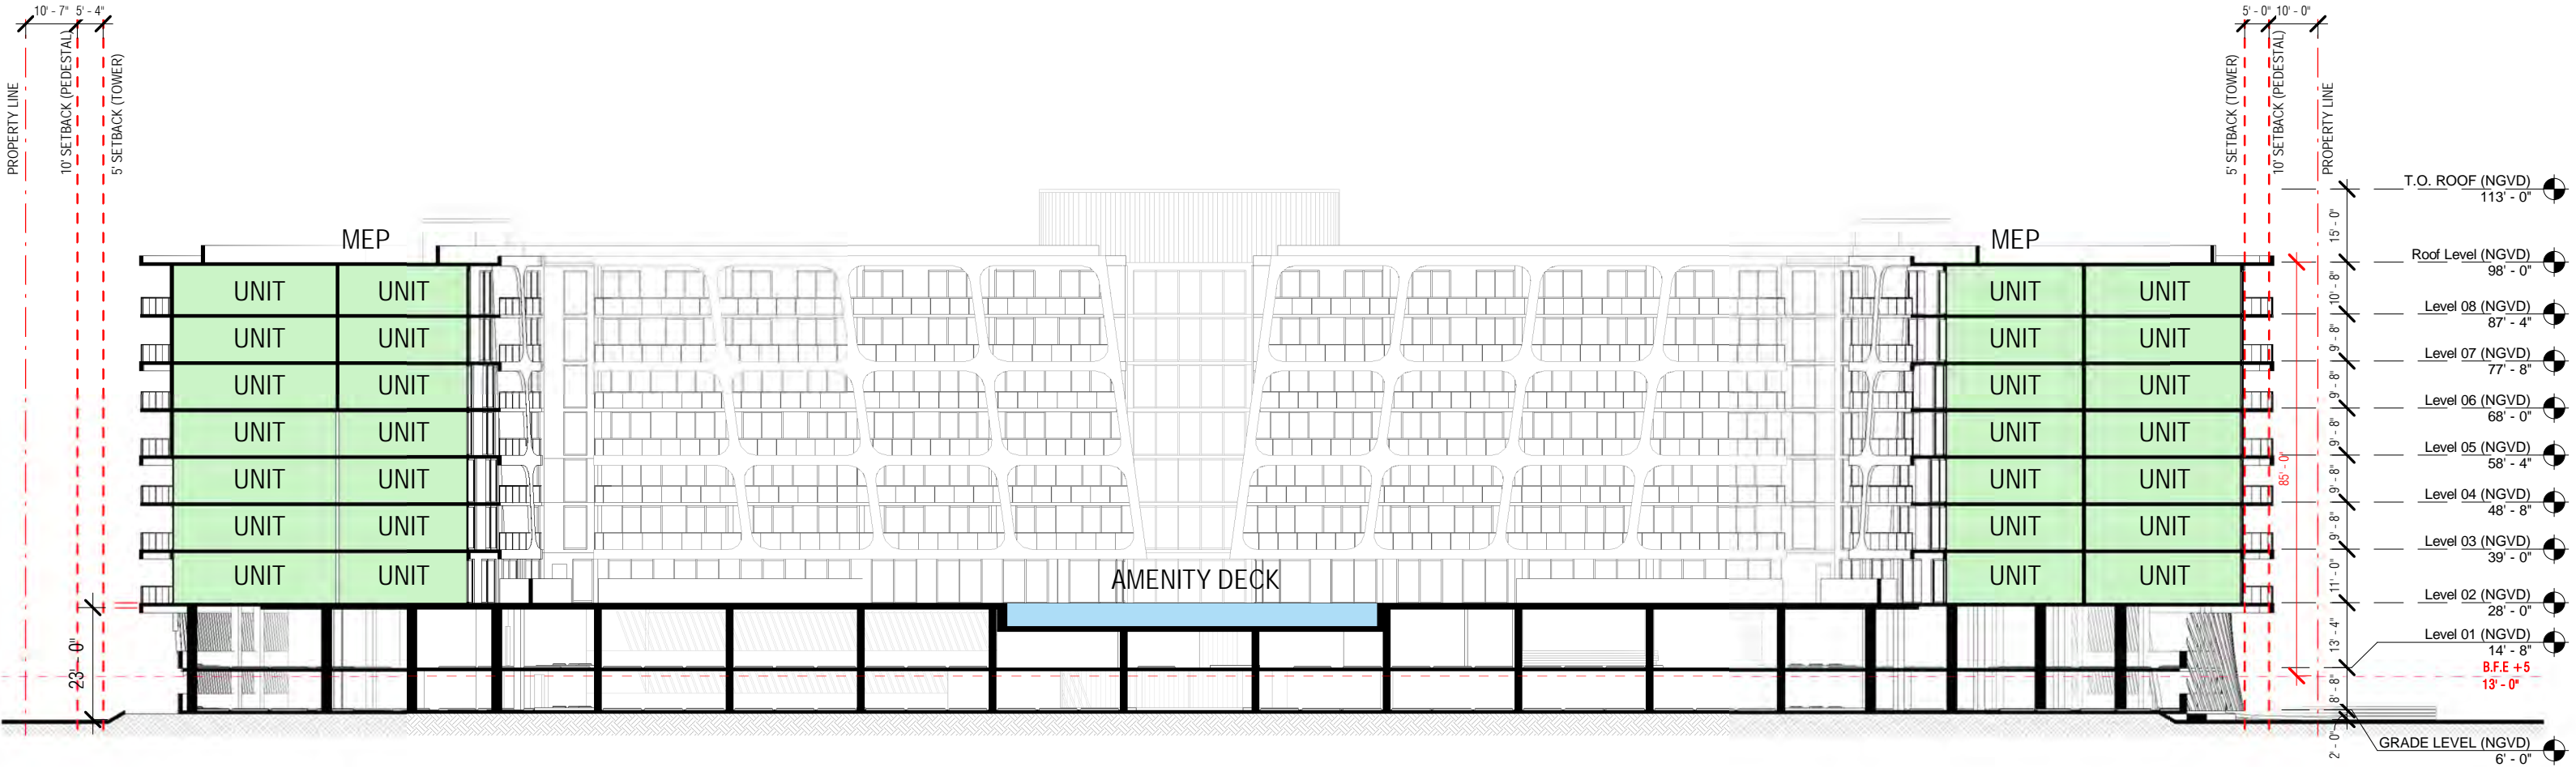 10' - 7" 5' - 4"
5' - 0" 10' - 0"
PROPERTY LINE
10' SETBACK (PEDESTAL)
5' SETBACK (TOWER)
5' SETBACK (TOWER)
10' SETBACK (PEDESTAL)
PROPERTY LINE
T.O. ROOF (NGVD)
113' - 0"
15' - 0"
MEP
MEP
Roof Level (NGVD)
98' - 0"
10' - 8"
UNIT UNIT UNIT UNIT
Level 08 (NGVD)
87' - 4"
9' - 8"
UNIT UNIT UNIT UNIT
Level 07 (NGVD)
77' - 8"
9' - 8"
UNIT UNIT UNIT UNIT
Level 06 (NGVD)
68' - 0"
9' - 8"
UNIT UNIT UNIT UNIT
Level 05 (NGVD)
58' - 4"
85' - 0"
9' - 8"
UNIT UNIT UNIT UNIT
Level 04 (NGVD)
48' - 8"
9' - 8"
UNIT UNIT UNIT UNIT
Level 03 (NGVD)
39' - 0"
11' - 0"
UNIT UNIT AMENITY DECK UNIT UNIT
Level 02 (NGVD)
28' - 0"
13' - 4"
Level 01 (NGVD)
14' - 8"
23' - 0"
B.F.E +5
13' - 0"
8' - 8"
2' - 0"
GRADE LEVEL (NGVD)
6' - 0"